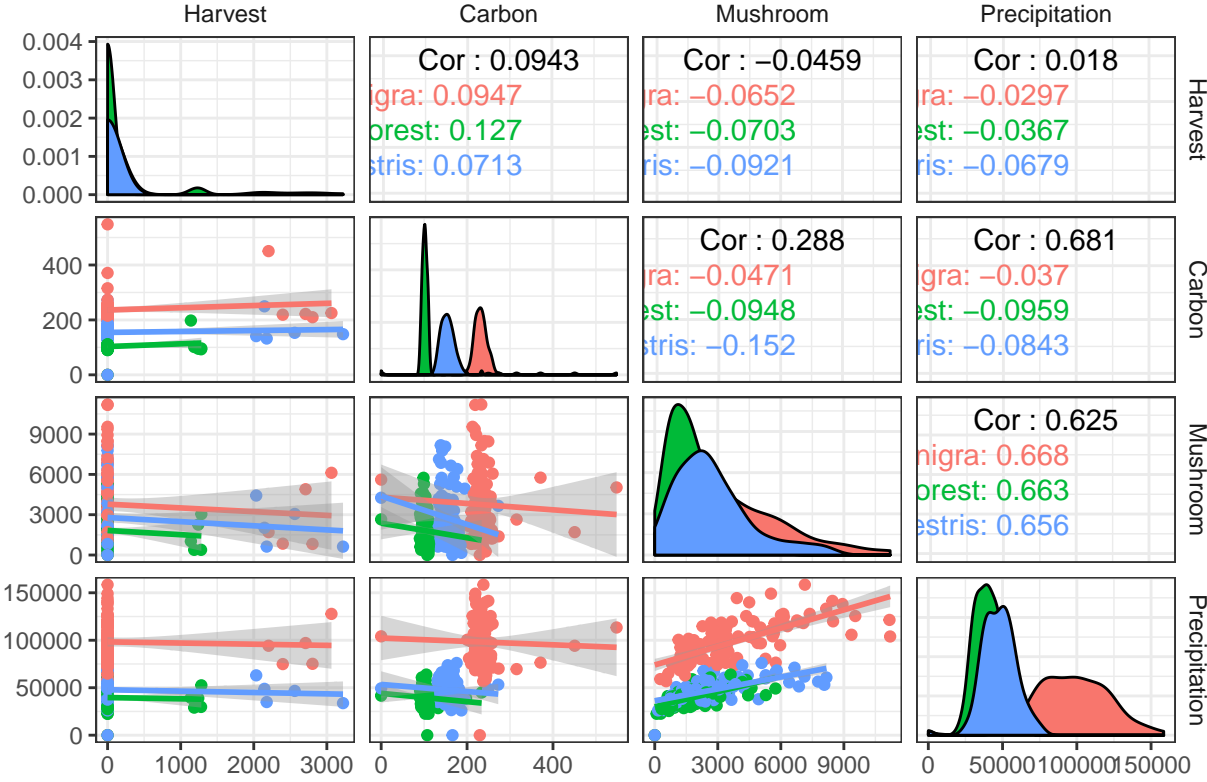 Harvest
Carbon
Mushroom
Precipitation
0.004
0.003
0.002
0.001
0.000
Cor : 0.0943
igra: 0.0947
orest: 0.127
stris: 0.0713
Cor : −0.0459
gra: −0.0652
est: −0.0703
tris: −0.0921
Cor : 0.018
gra: −0.0297
est: −0.0367
ris: −0.0679
Harvest
400
200
0
Cor : 0.288
gra: −0.0471
est: −0.0948
stris: −0.152
Cor : 0.681
igra: −0.037
est: −0.0959
ris: −0.0843
Carbon
9000
6000
3000
0
Cor : 0.625
nigra: 0.668
orest: 0.663
estris: 0.656
Mushroom
150000
100000
50000
0
Precipitation
0 1000 2000 3000
0 200 400
0 3000 6000 9000
0 50000 100000 150000